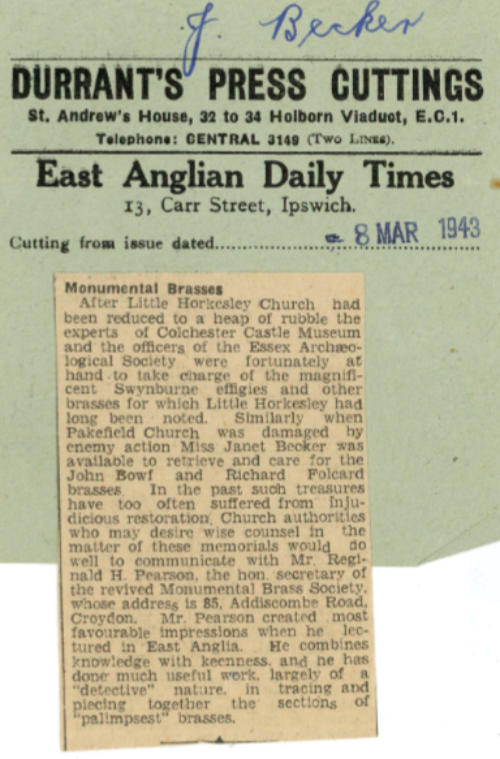 J. Becker
DURRANT'S PRESS CUTTINGS
St. Andrew's House, 32 to 34 Holborn Viaduct, E.C.1.
Telephone: CENTRAL 3149 (Two Lines).
East Anglian Daily Times
13, Carr Street, Ipswich.
Cutting from issue dated.............. 8 MAR 1943
Monumental Brasses
After Little Horkesley Church had
been reduced to a heap of rubble the
experts of Colchester Castle Museum
and the officers of the Essex Archæo-
logical Society were fortunately at
hand to take charge of the magnifi-
cent Swynburne effigies and other
brasses for which Little Horkesley had
long been noted. Similarly when
Pakefield Church was damaged by
enemy action Miss Janet Becker was
available to retrieve and care for the
John Bowf and Richard Folcard
brasses. In the past such treasures
have too often suffered from inju-
dicious restoration. Church authorities
who may desire wise counsel in the
matter of these memorials would do
well to communicate with Mr. Regi-
nald H. Pearson, the hon. secretary of
the revived Monumental Brass Society,
whose address is 85, Addiscombe Road,
Croydon. Mr. Pearson created most
favourable impressions when he lec-
tured in East Anglia. He combines
knowledge with keenness, and he has
done much useful work, largely of a
"detective" nature, in tracing and
piecing together the sections of
"palimpsest" brasses.